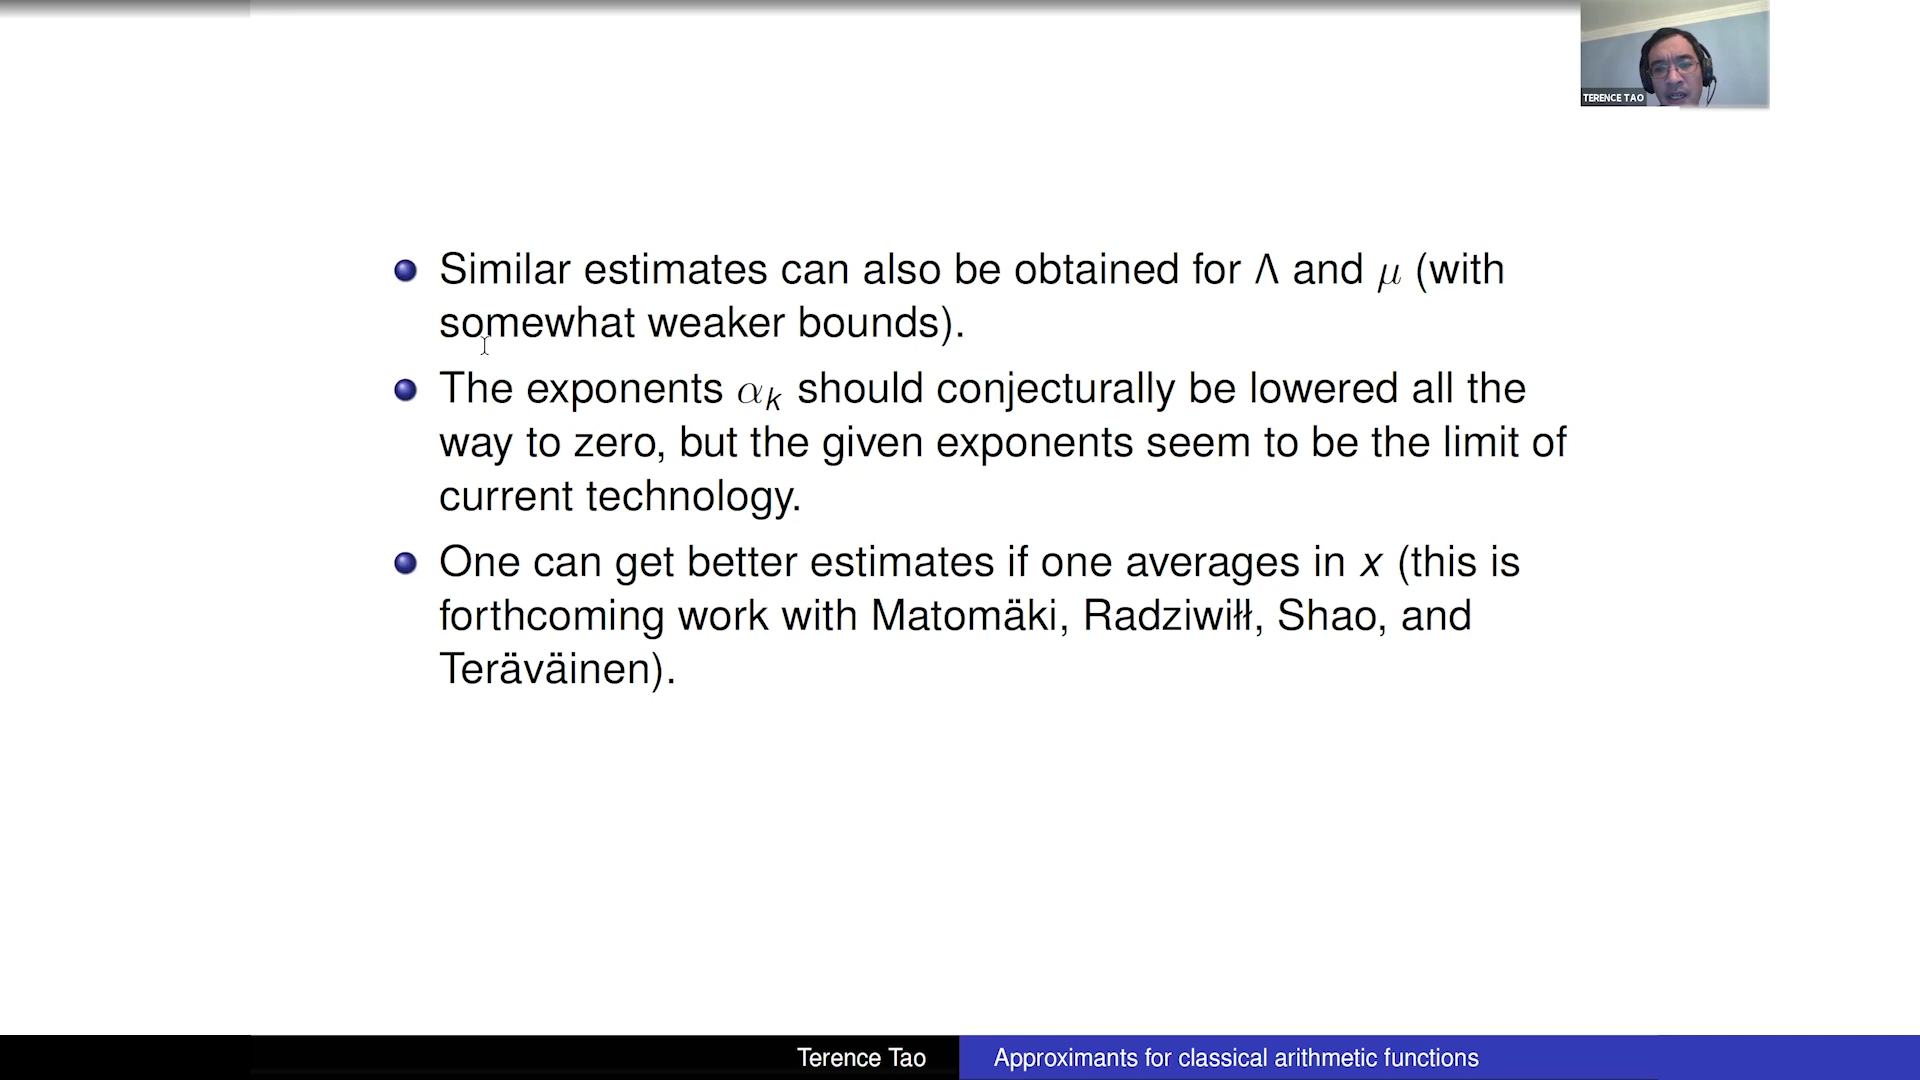 TERENCE TAO
Similar estimates can also be obtained for Λ and μ (with
somewhat weaker bounds).
The exponents αk should conjecturally be lowered all the
way to zero, but the given exponents seem to be the limit of
current technology.
One can get better estimates if one averages in x (this is
forthcoming work with Matomäki, Radziwiłł, Shao, and
Teräväinen).
Terence Tao
Approximants for classical arithmetic functions